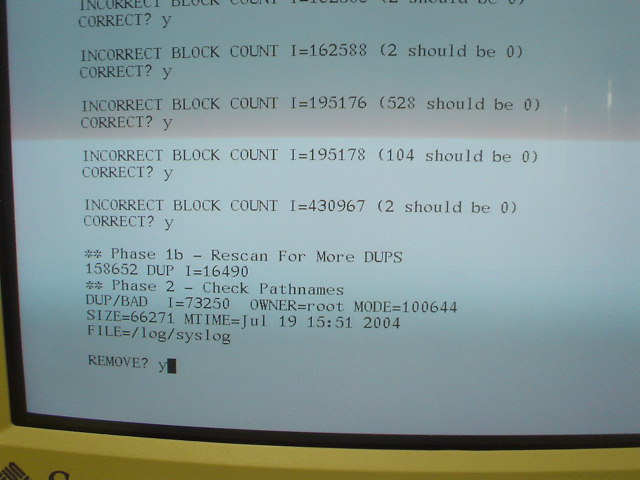 INCORRECT BLOCK COUNT (2 should be 0)
CORRECT? y
INCORRECT BLOCK COUNT I=162588 (2 should be 0)
CORRECT? y
INCORRECT BLOCK COUNT I=195176 (528 should be 0)
CORRECT? y
INCORRECT BLOCK COUNT I=195178 (104 should be 0)
CORRECT? y
INCORRECT BLOCK COUNT I=430967 (2 should be 0)
CORRECT? y
** Phase 1b - Rescan For More DUPS
158652 DUP I=16490
** Phase 2 - Check Pathnames
DUP/BAD I=73250 OWNER=root MODE=100644
SIZE=66271 MTIME=Jul 19 15:51 2004
FILE=/log/syslog
REMOVE? y